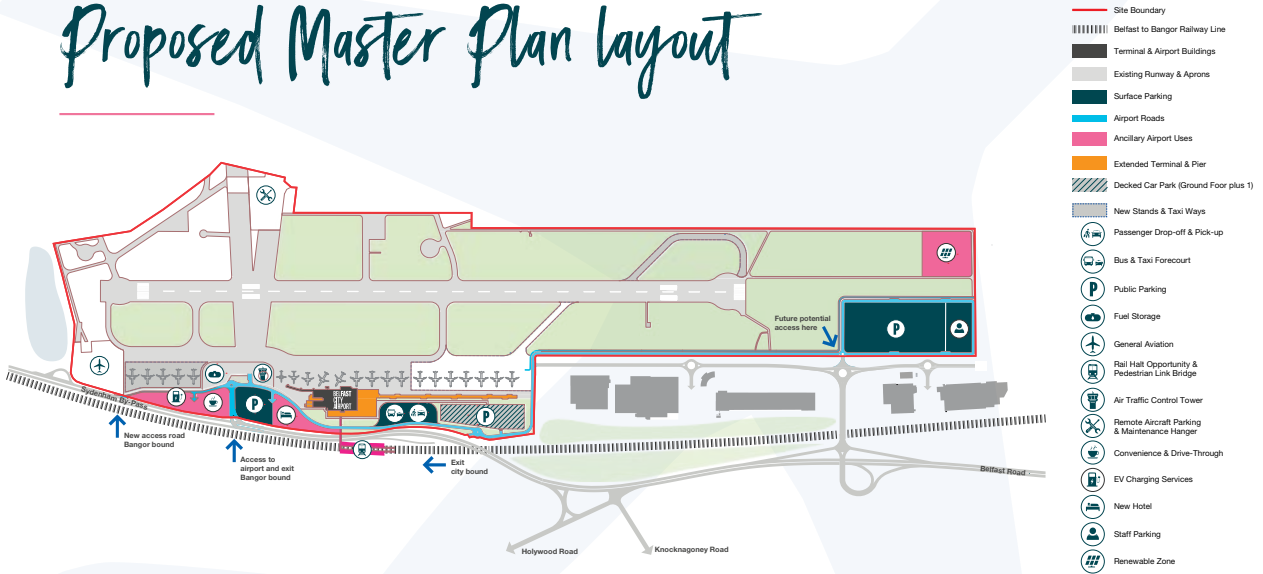 Proposed Master Plan layout
Site Boundary
Belfast to Bangor Railway Line
Terminal & Airport Buildings
Existing Runway & Aprons
Surface Parking
Airport Roads
Ancillary Airport Uses
Extended Terminal & Pier
Decked Car Park (Ground Foor plus 1)
New Stands & Taxi Ways
Passenger Drop-off & Pick-up
Bus & Taxi Forecourt
P
Public Parking
Fuel Storage
General Aviation
Rail Halt Opportunity &
Pedestrian Link Bridge
Air Traffic Control Tower
Remote Aircraft Parking
& Maintenance Hanger
Convenience & Drive-Through
EV Charging Services
New Hotel
Staff Parking
Renewable Zone
Future potential
access here
P
P
P
BELFAST
CITY
AIRPORT
Sydenham By-Pass
New access road
Bangor bound
Access to
airport and exit
Bangor bound
Exit
city bound
Belfast Road
Holywood Road
Knocknagoney Road